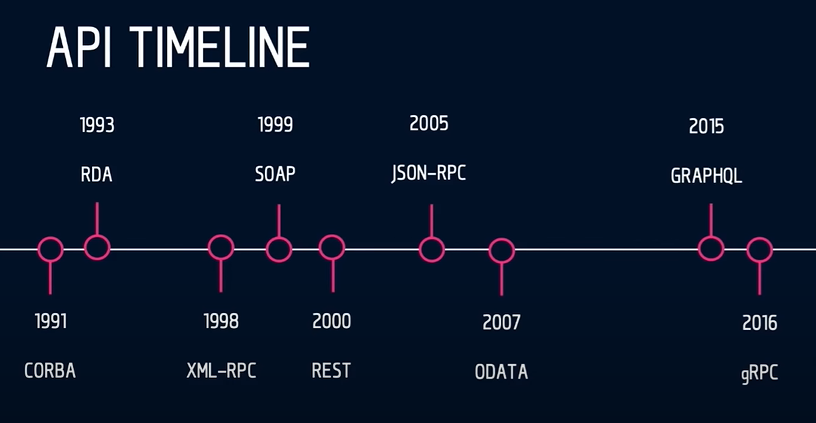 API TIMELINE
1993
RDA
1999
SOAP
2005
JSON-RPC
2015
GRAPHQL
1991
CORBA
1998
XML-RPC
2000
REST
2007
ODATA
2016
gRPC